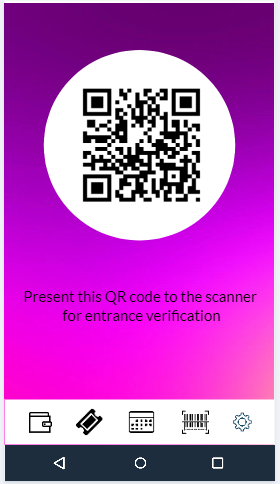 Present this QR code to the scanner
for entrance verification